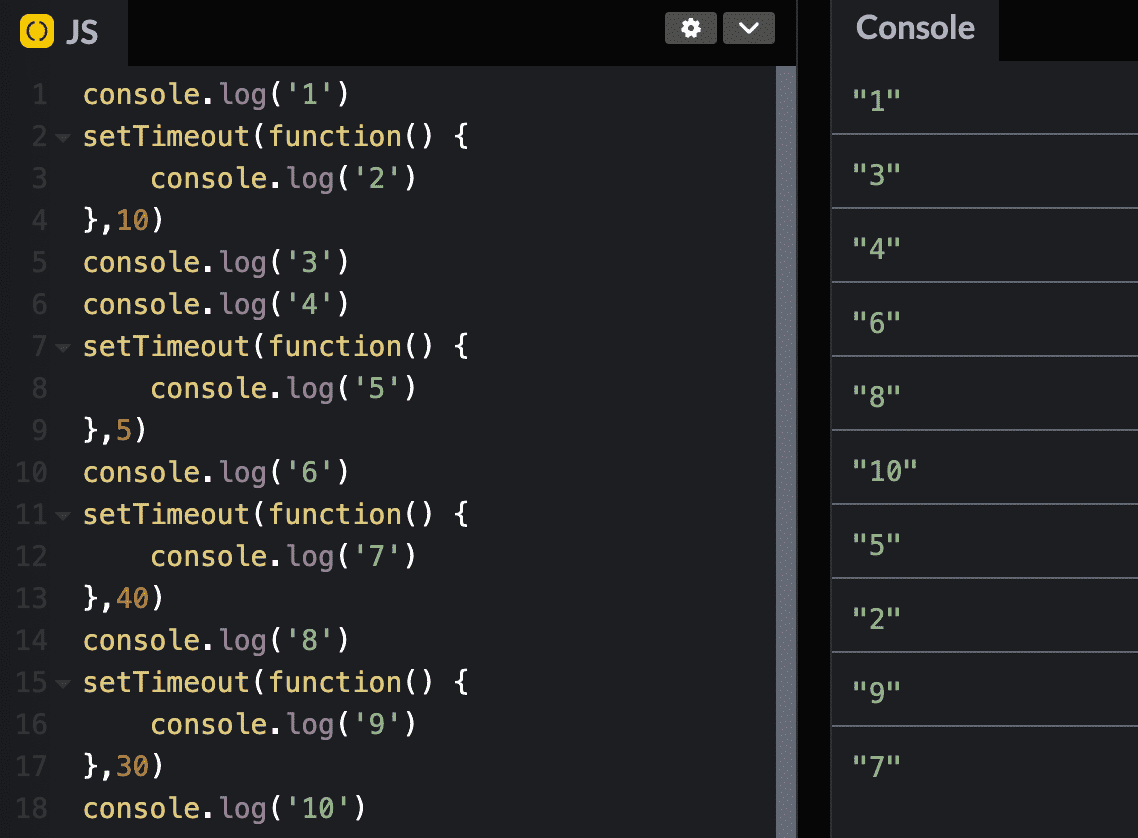 JS
1 console.log('1')
2 setTimeout(function() {
3     console.log('2')
4 },10)
5 console.log('3')
6 console.log('4')
7 setTimeout(function() {
8     console.log('5')
9 },5)
10 console.log('6')
11 setTimeout(function() {
12     console.log('7')
13 },40)
14 console.log('8')
15 setTimeout(function() {
16     console.log('9')
17 },30)
18 console.log('10')
Console
"1"
"3"
"4"
"6"
"8"
"10"
"5"
"2"
"9"
"7"